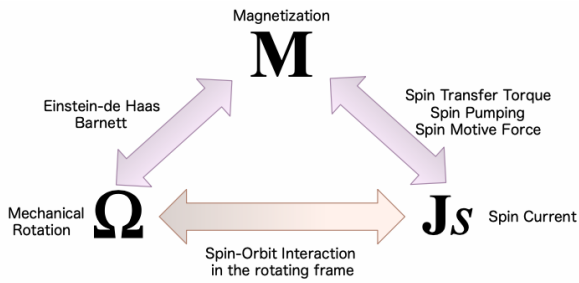 Magnetization
M
Einstein-de Haas
Barnett
Spin Transfer Torque
Spin Pumping
Spin Motive Force
Mechanical
Rotation
Ω
Js
Spin Current
Spin-Orbit Interaction
in the rotating frame